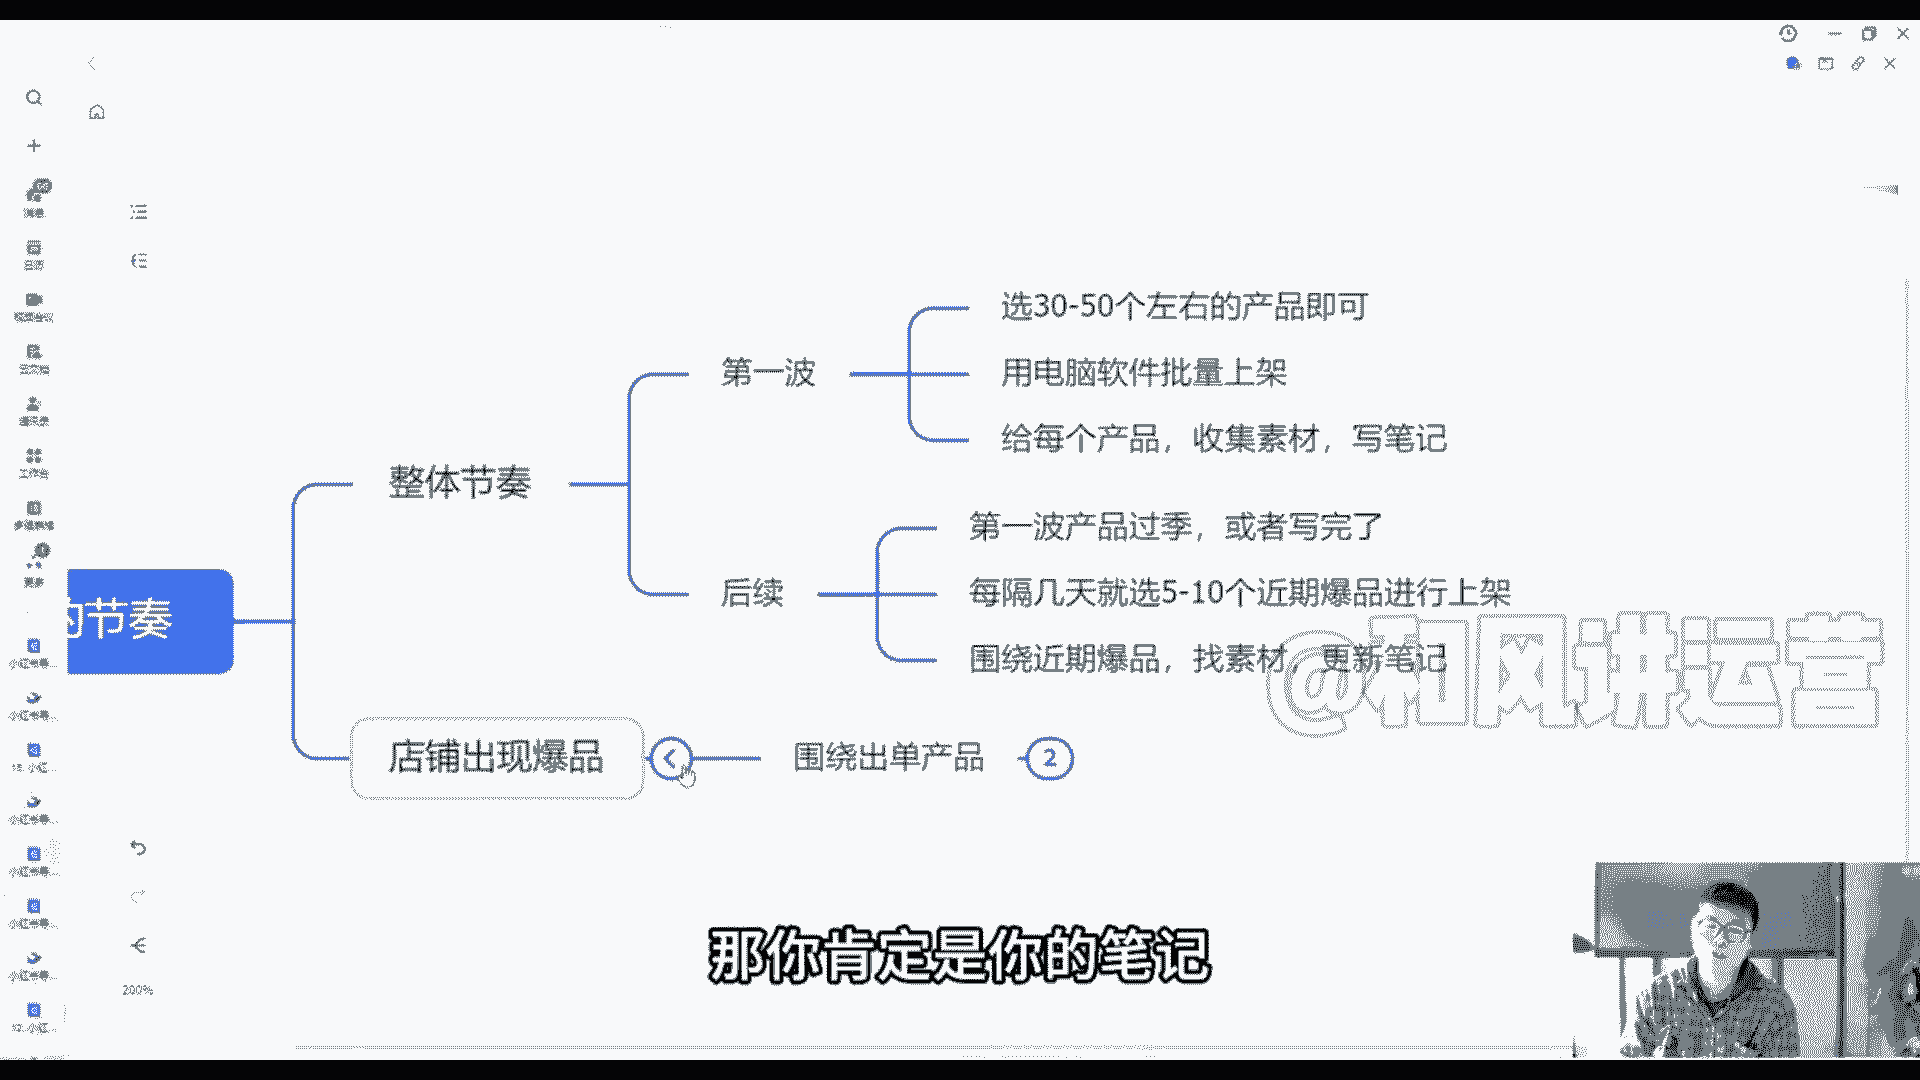 选30-50个左右的产品即可
第一波
用电脑软件批量上架
给每个产品，收集素材，写笔记
整体节奏
第一波产品过季，或者写完了
后续
每隔几天就选5-10个近期爆品进行上架
围绕近期爆品，找素材，更新笔记
的节奏
@和风讲运营
店铺出现爆品
围绕出单产品
2
那你肯定是你的笔记
200%